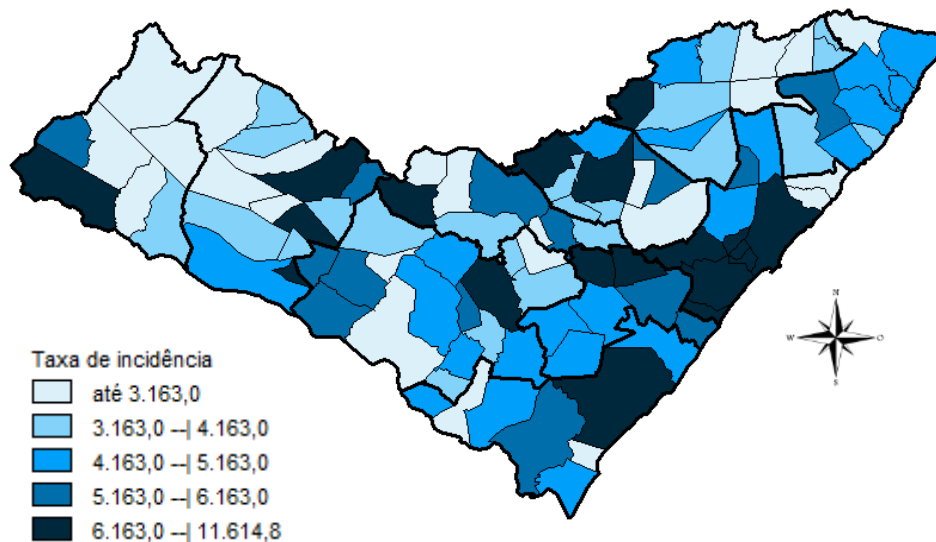 Taxa de incidência
até 3.163,0
3.163,0 --| 4.163,0
4.163,0 --| 5.163,0
5.163,0 --| 6.163,0
6.163,0 --| 11.614,8
N
W O
S